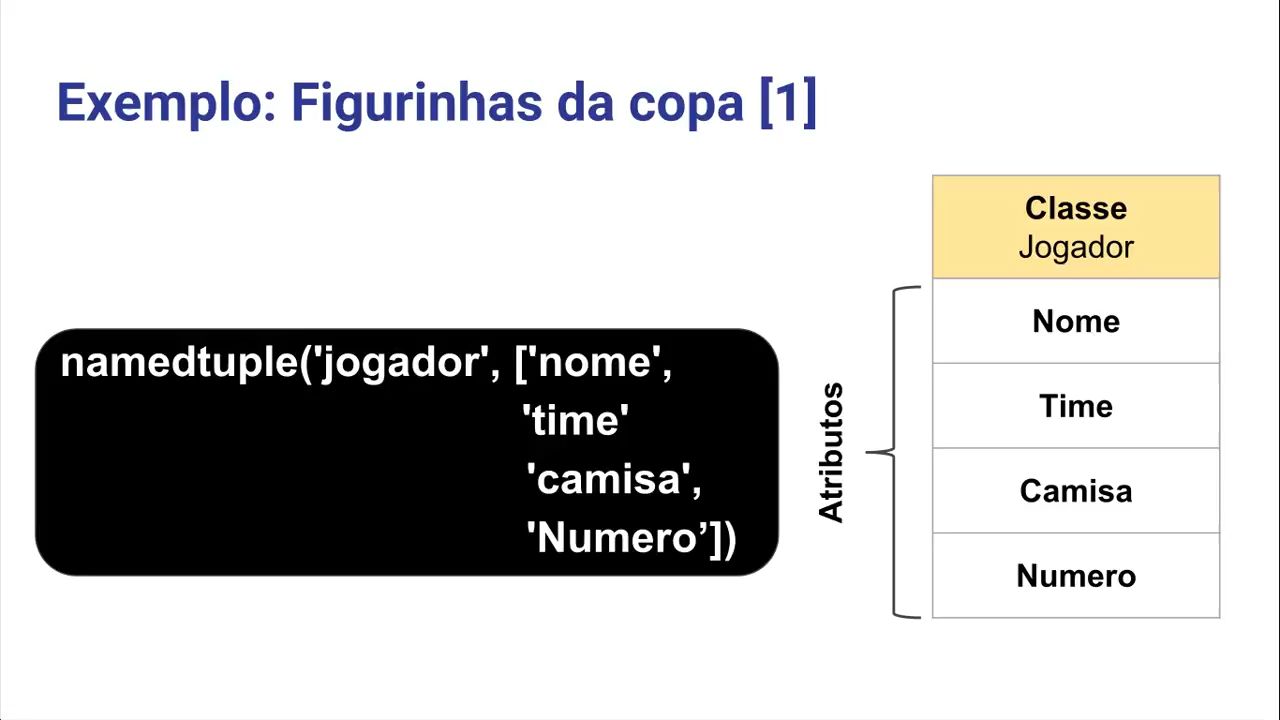 Exemplo: Figurinhas da copa [1]
namedtuple('jogador', ['nome',
'time'
'camisa',
'Numero’])
Atributos
Classe
Jogador
Nome
Time
Camisa
Numero